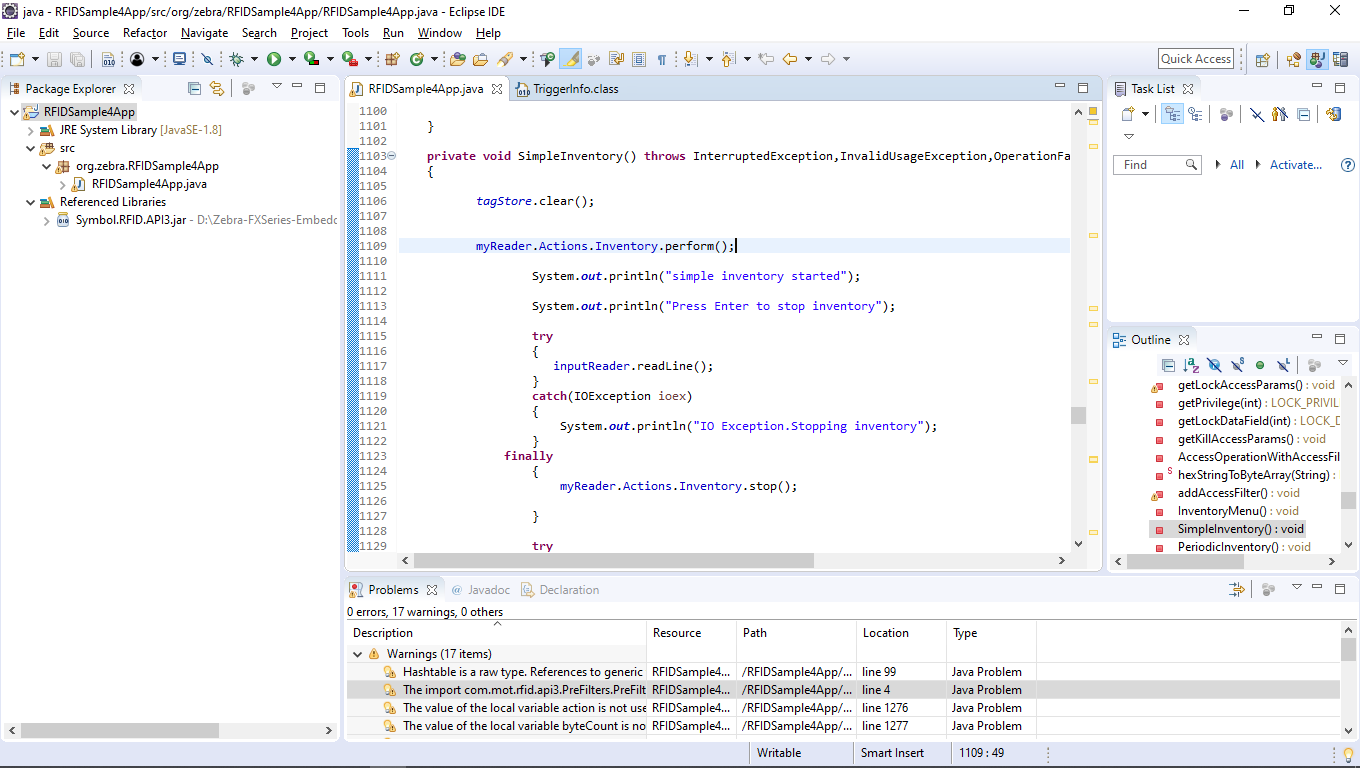 java - RFIDSample4App/src/org/zebra/RFIDSample4App/RFIDSample4App.java - Eclipse IDE
File Edit Source Refactor Navigate Search Project Tools Run Window Help
Quick Access
Package Explorer
RFIDSample4App
JRE System Library [JavaSE-1.8]
src
org.zebra.RFIDSample4App
RFIDSample4App.java
Referenced Libraries
Symbol.RFID.API3.jar - D:\Zebra-FXSeries-Embedd
RFIDSample4App.java TriggerInfo.class
1100
1101 }
1102
1103 private void SimpleInventory() throws InterruptedException,InvalidUsageException,OperationFa
1104 {
1105
1106 tagStore.clear();
1107
1108
1109 myReader.Actions.Inventory.perform();
1110
1111 System.out.println("simple inventory started");
1112
1113 System.out.println("Press Enter to stop inventory");
1114
1115 try
1116 {
1117 inputReader.readLine();
1118 }
1119 catch(IOException ioex)
1120 {
1121 System.out.println("IO Exception.Stopping inventory");
1122 }
1123 finally
1124 {
1125 myReader.Actions.Inventory.stop();
1126
1127 }
1128
1129 try
Task List
Find All Activate...
Outline
getLockAccessParams() : void
getPrivilege(int) : LOCK_PRIVIL
getLockDataField(int) : LOCK_D
getKillAccessParams() : void
AccessOperationWithAccessFil
hexStringToByteArray(String) :
addAccessFilter() : void
InventoryMenu() : void
SimpleInventory() : void
PeriodicInventory() : void
Problems @ Javadoc Declaration
0 errors, 17 warnings, 0 others
Description Resource Path Location Type
Warnings (17 items)
Hashtable is a raw type. References to generic RFIDSample4... /RFIDSample4App/... line 99 Java Problem
The import com.mot.rfid.api3.PreFilters.PreFilt RFIDSample4... /RFIDSample4App/... line 4 Java Problem
The value of the local variable action is not use RFIDSample4... /RFIDSample4App/... line 1276 Java Problem
The value of the local variable byteCount is no RFIDSample4... /RFIDSample4App/... line 1277 Java Problem
Writable Smart Insert 1109 : 49